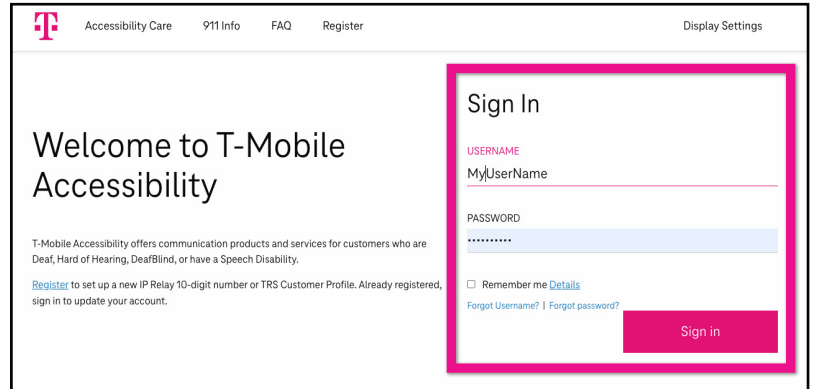 T Accessibility Care 911 Info FAQ Register Display Settings
Welcome to T-Mobile
Accessibility
T-Mobile Accessibility offers communication products and services for customers who are
Deaf, Hard of Hearing, DeafBlind, or have a Speech Disability.
Register to set up a new IP Relay 10-digit number or TRS Customer Profile. Already registered,
sign in to update your account.
Sign In
USERNAME
MyUserName
PASSWORD
••••••••••
Remember me Details
Forgot Username? | Forgot password?
Sign in